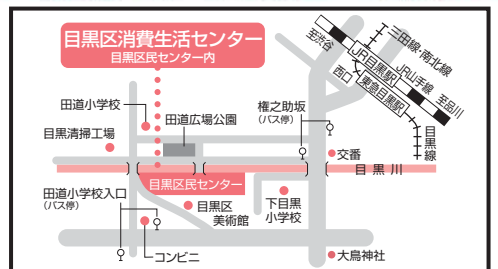 目黒区消費生活センター
目黒区民センター内
至渋谷
三田線・南北線
JR目黒駅
JR山手線
至品川
西口
東急目黒駅
目黒線
田道小学校
田道広場公園
権之助坂
(バス停)
目黒清掃工場
交番
目黒川
目黒区民センター
田道小学校入口
(バス停)
目黒区
美術館
下目黒
小学校
コンビニ
大鳥神社